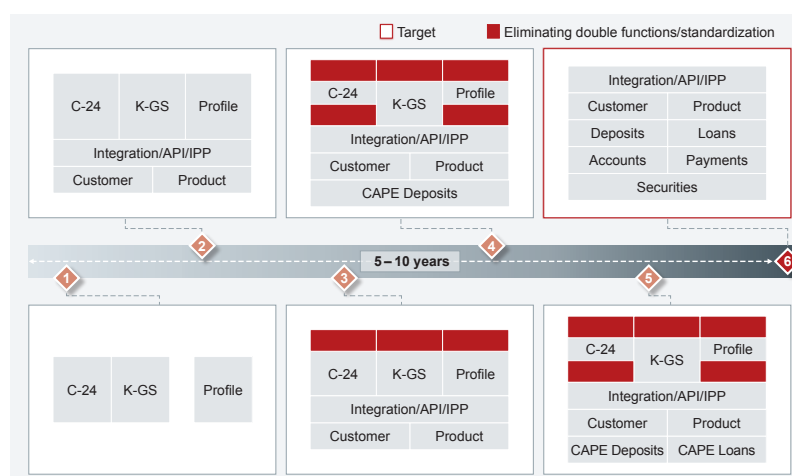 Target
Eliminating double functions/standardization
C-24
K-GS
Profile
Integration/API/IPP
Customer
Product
C-24
K-GS
Profile
Integration/API/IPP
Customer
Product
CAPE Deposits
Integration/API/IPP
Customer
Product
Deposits
Loans
Accounts
Payments
Securities
2
4
5 – 10 years
6
1
3
5
C-24
K-GS
Profile
C-24
K-GS
Profile
Integration/API/IPP
Customer
Product
C-24
K-GS
Profile
Integration/API/IPP
Customer
Product
CAPE Deposits
CAPE Loans